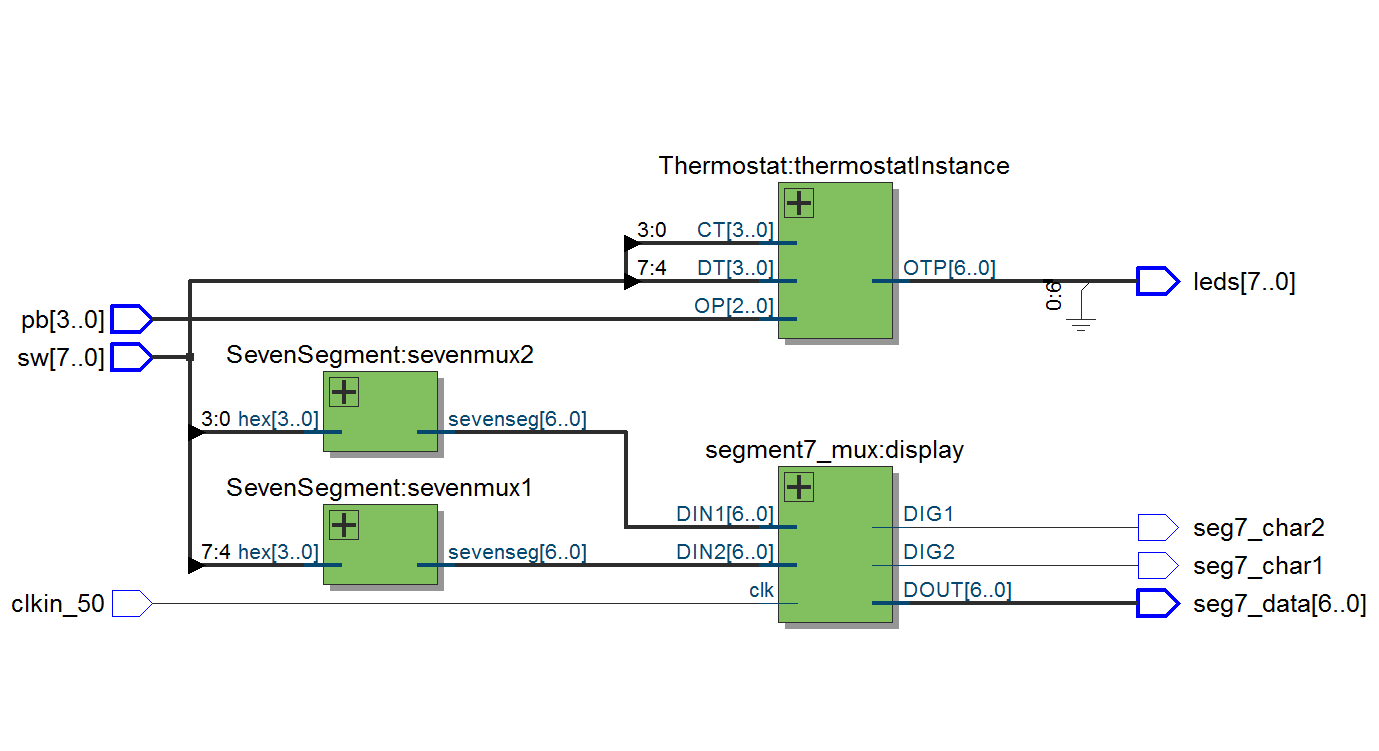 Thermostat:thermostatInstance
3:0 CT[3..0]
7:4 DT[3..0] OTP[6..0] leds[7..0]
OP[2..0] 0:6
pb[3..0]
sw[7..0]
SevenSegment:sevenmux2
3:0 hex[3..0] sevenseg[6..0]
segment7_mux:display
SevenSegment:sevenmux1
DIN1[6..0] DIG1 seg7_char2
7:4 hex[3..0] sevenseg[6..0] DIN2[6..0] DIG2 seg7_char1
clkin_50 clk DOUT[6..0] seg7_data[6..0]